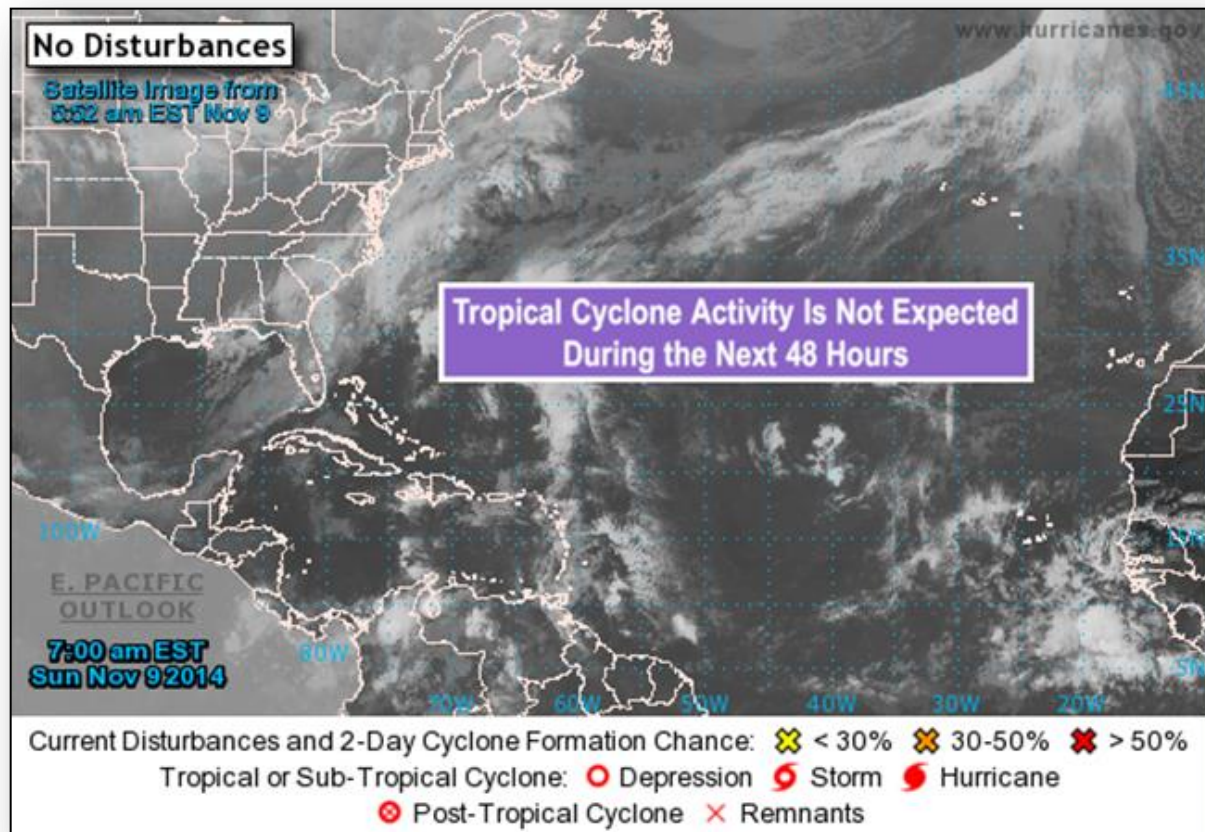 No Disturbances
www.hurricanes.gov
Satellite Image from
5:52 am EST Nov 9
45N
35N
Tropical Cyclone Activity Is Not Expected
During the Next 48 Hours
25N
100W
15N
E. PACIFIC
OUTLOOK
7:00 am EST
Sun Nov 9 2014
80W
5N
70W 60W 50W 40W 30W 20W
Current Disturbances and 2-Day Cyclone Formation Chance: < 30% 30-50% > 50%
Tropical or Sub-Tropical Cyclone: Depression Storm Hurricane
Post-Tropical Cyclone Remnants